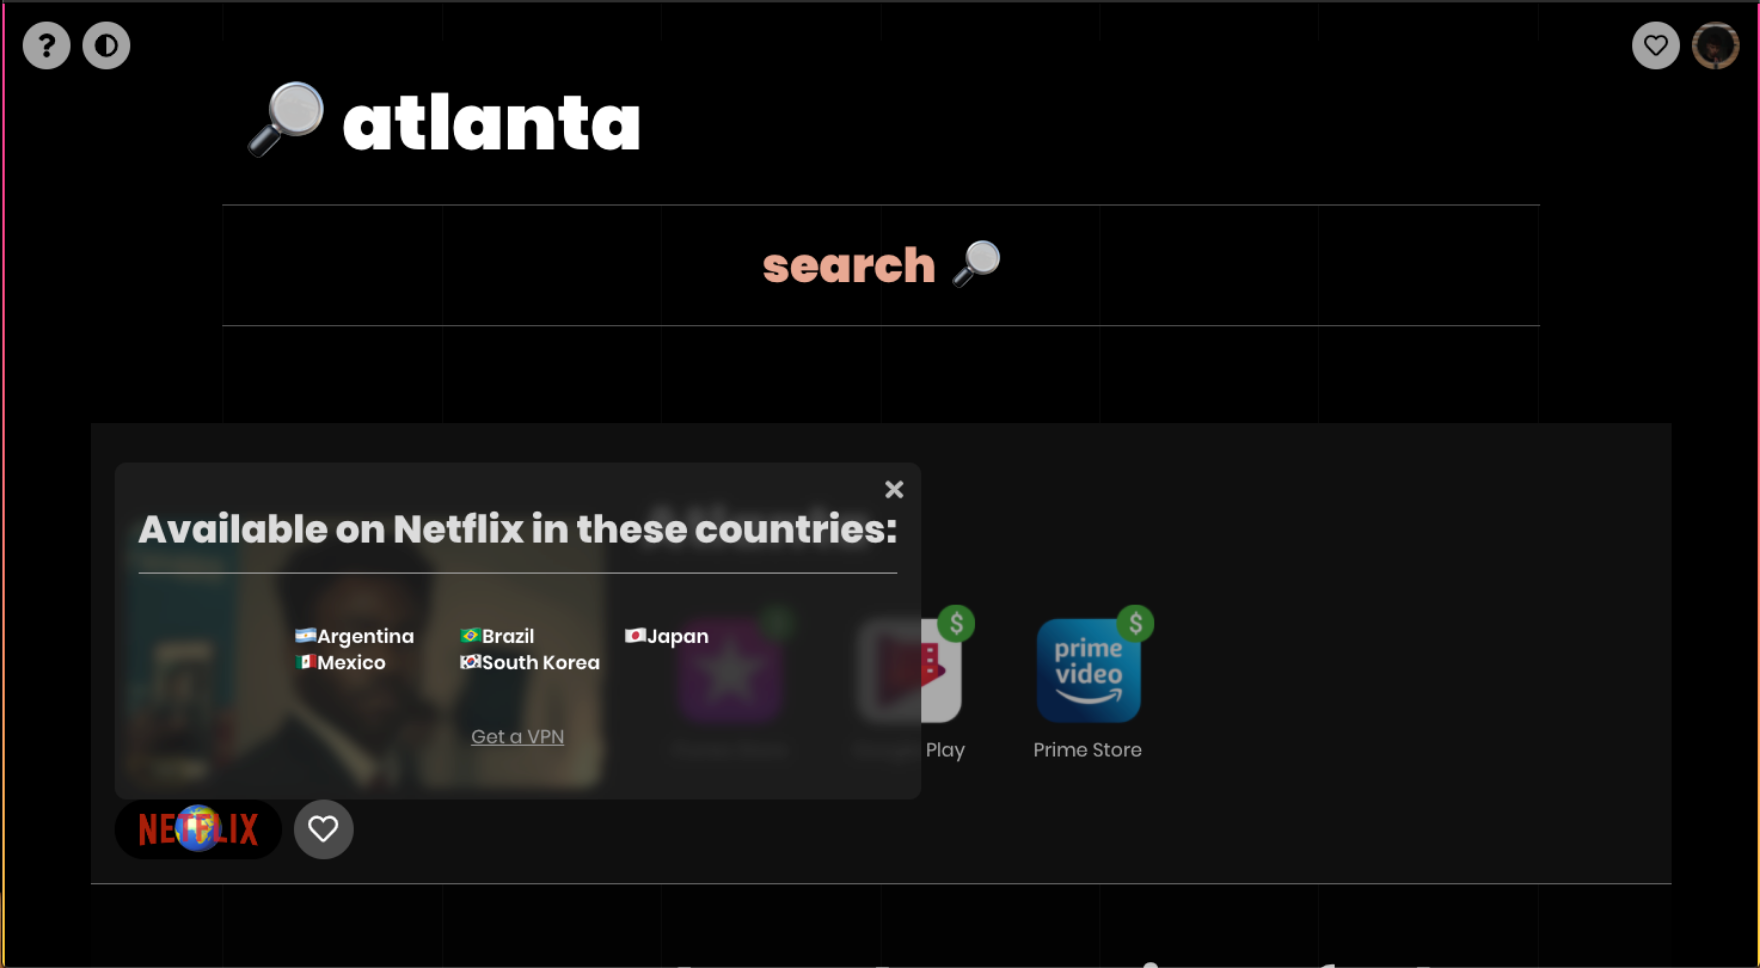 ?
atlanta
search
×
Available on Netflix in these countries:
Argentina
Brazil
Japan
Mexico
South Korea
Get a VPN
$
$
prime
video
Play
Prime Store
NETFLIX